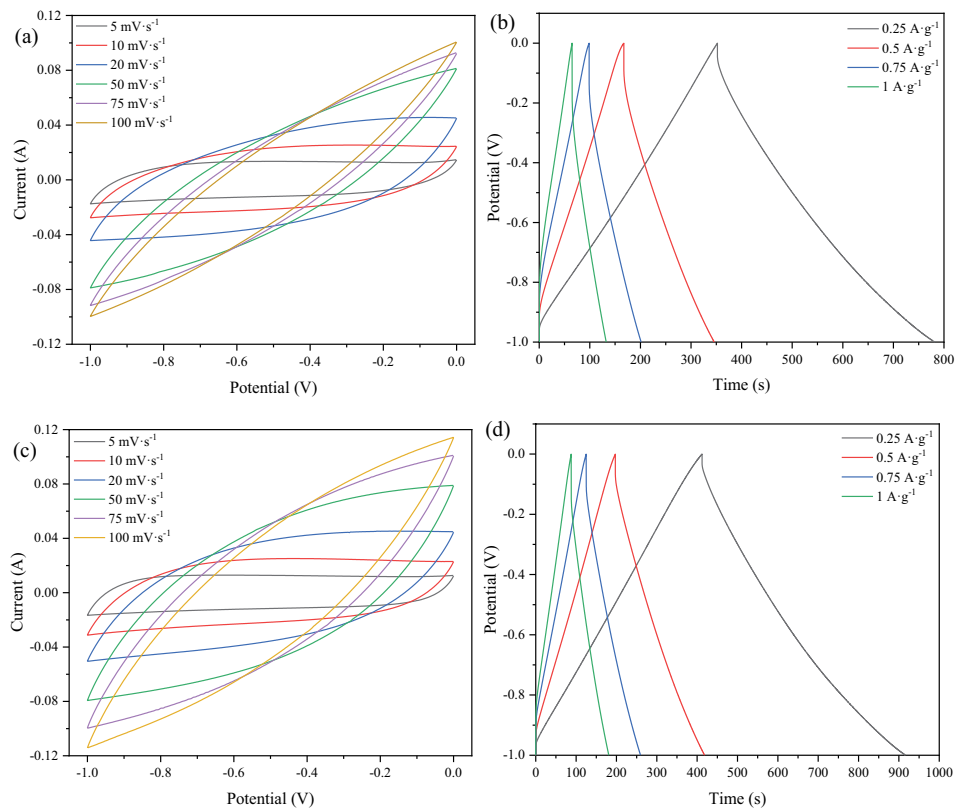 (a)
5 mV·s-1
10 mV·s-1
20 mV·s-1
50 mV·s-1
75 mV·s-1
100 mV·s-1
0.12
0.08
0.04
0.00
-0.04
-0.08
-0.12
Current (A)
-1.0 -0.8 -0.6 -0.4 -0.2 0.0
Potential (V)
(b)
0.25 A·g-1
0.5 A·g-1
0.75 A·g-1
1 A·g-1
0.0
-0.2
-0.4
-0.6
-0.8
-1.0
Potential (V)
0 100 200 300 400 500 600 700 800
Time (s)
(c)
5 mV·s-1
10 mV·s-1
20 mV·s-1
50 mV·s-1
75 mV·s-1
100 mV·s-1
0.12
0.08
0.04
0.00
-0.04
-0.08
-0.12
Current (A)
-1.0 -0.8 -0.6 -0.4 -0.2 0.0
Potential (V)
(d)
0.25 A·g-1
0.5 A·g-1
0.75 A·g-1
1 A·g-1
0.0
-0.2
-0.4
-0.6
-0.8
-1.0
Potential (V)
0 100 200 300 400 500 600 700 800 900 1000
Time (s)